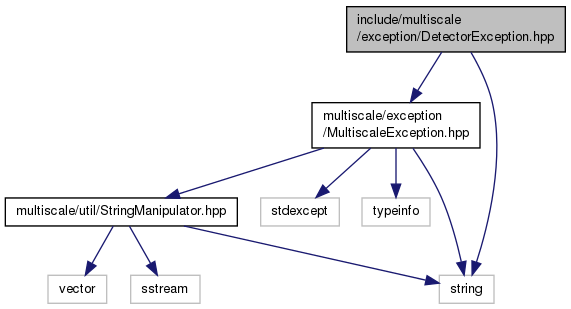 include/multiscale
/exception/DetectorException.hpp
multiscale/exception
/MultiscaleException.hpp
multiscale/util/StringManipulator.hpp
stdexcept
typeinfo
vector
sstream
string